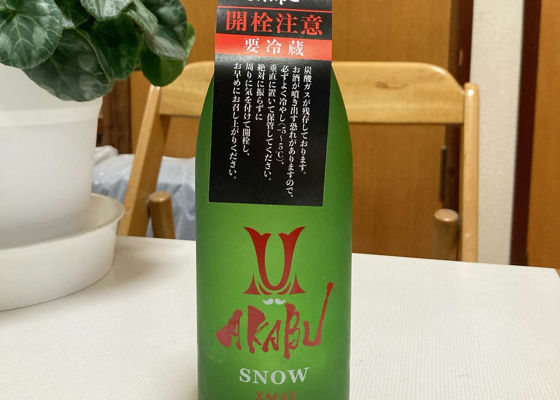 開栓注意
要冷蔵
炭酸ガスが残存しております。
お酒が噴き出す恐れがありますので、
必ずよく冷やし(-5~5℃)、
垂直に置いて保管してください。
絶対に振らずに
周りに気を付けて開栓し、
お早めにお召し上がりください。
AKABU
SNOW
XMAS